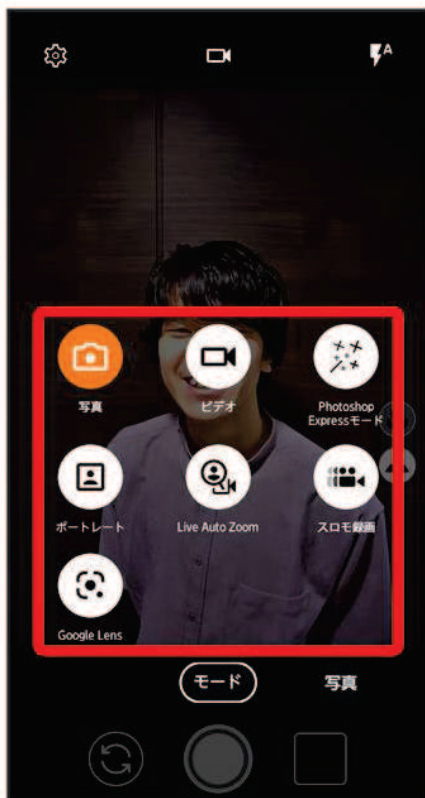 A
写真
ビデオ
Photoshop
Expressモード
ポートレート
Live Auto Zoom
スロモ録画
Google Lens
モード
写真